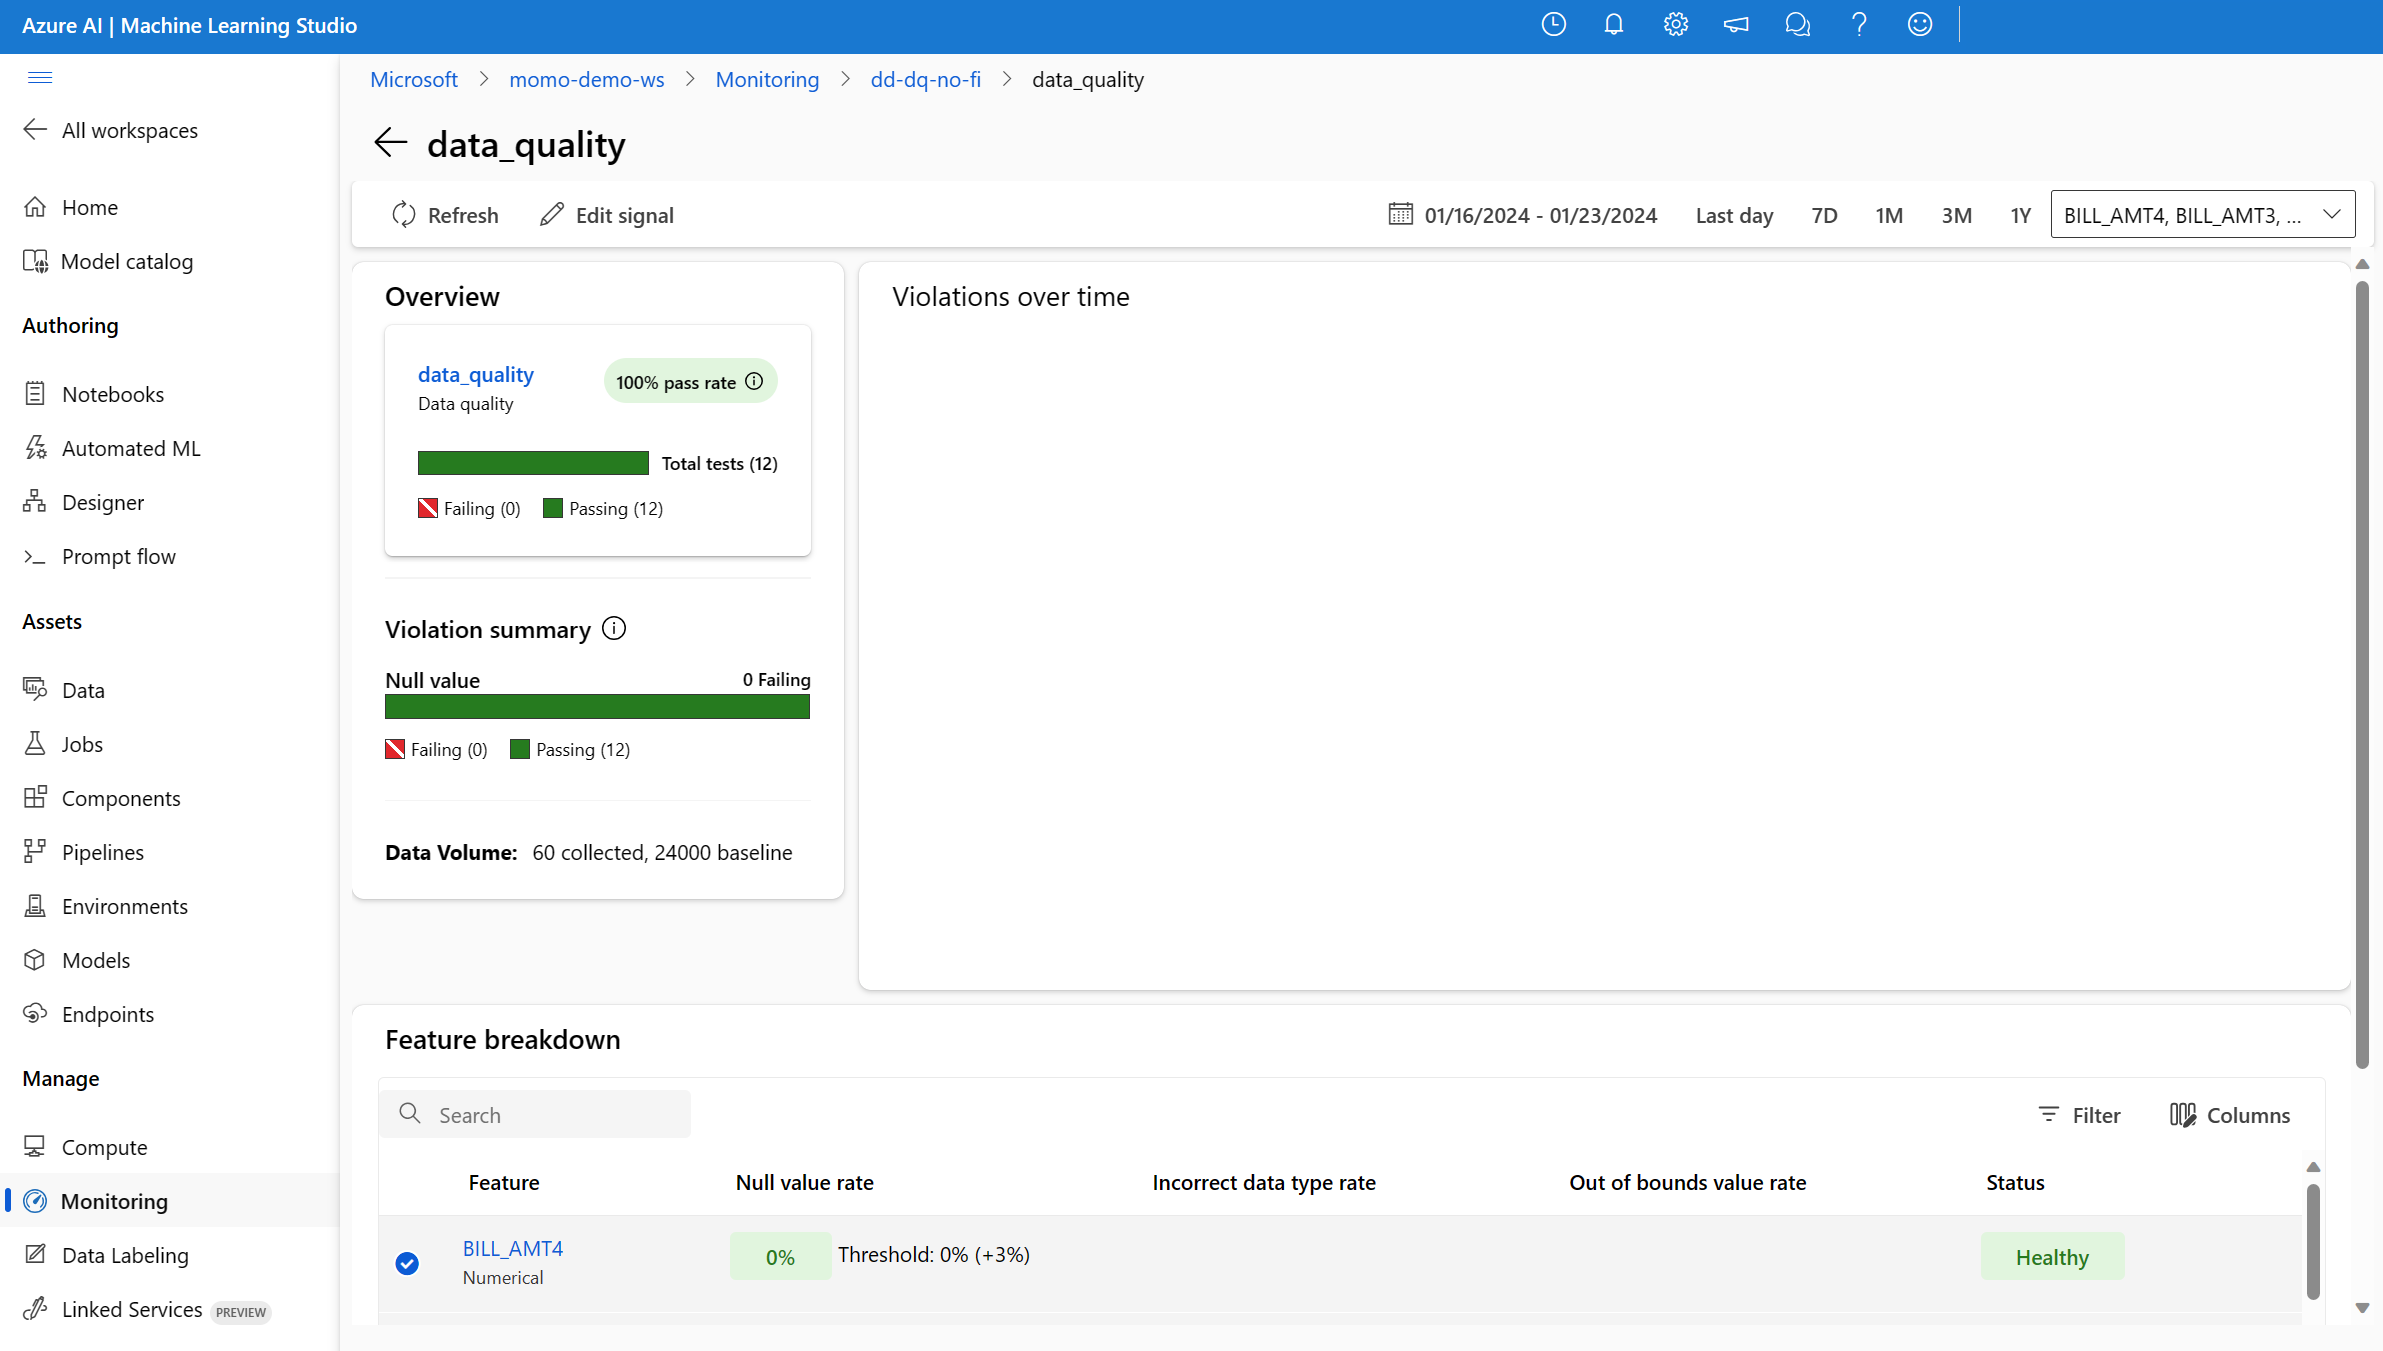 Azure AI | Machine Learning Studio
Microsoft > momo-demo-ws > Monitoring > dd-dq-no-fi > data_quality
All workspaces
Home
Model catalog
Authoring
Notebooks
Automated ML
Designer
Prompt flow
Assets
Data
Jobs
Components
Pipelines
Environments
Models
Endpoints
Manage
Compute
Monitoring
Data Labeling
Linked Services PREVIEW
data_quality
Refresh Edit signal 01/16/2024 - 01/23/2024 Last day 7D 1M 3M 1Y BILL_AMT4, BILL_AMT3, ...
Overview
data_quality 100% pass rate
Data quality
Total tests (12)
Failing (0) Passing (12)
Violation summary
Null value 0 Failing
Failing (0) Passing (12)
Data Volume: 60 collected, 24000 baseline
Violations over time
Feature breakdown
Search Filter Columns
Feature Null value rate Incorrect data type rate Out of bounds value rate Status
BILL_AMT4 0% Threshold: 0% (+3%) Healthy
Numerical